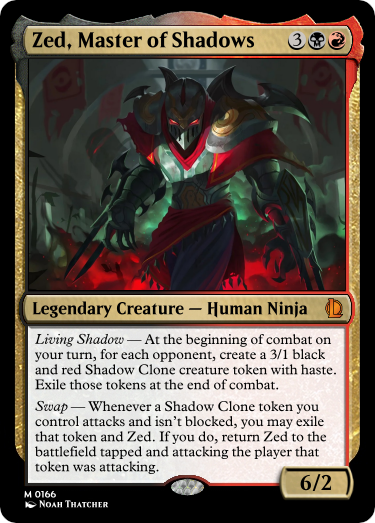 Zed, Master of Shadows 3
Legendary Creature — Human Ninja
Living Shadow — At the beginning of combat on
your turn, for each opponent, create a 3/1 black
and red Shadow Clone creature token with haste.
Exile those tokens at the end of combat.
Swap — Whenever a Shadow Clone token you
control attacks and isn't blocked, you may exile
that token and Zed. If you do, return Zed to the
battlefield tapped and attacking the player that
token was attacking.
6/2
M 0166
Noah Thatcher